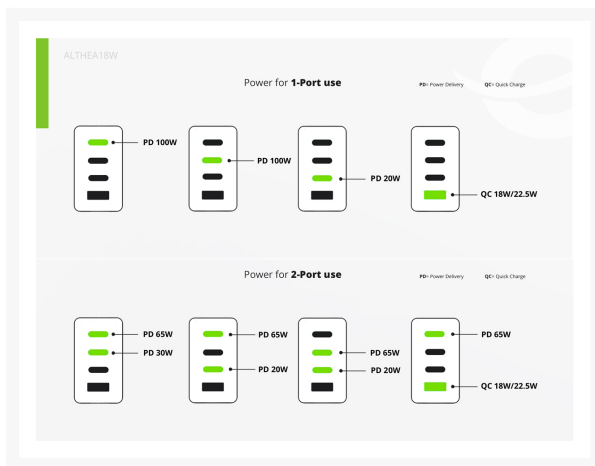 ALTHEA18W
Power for 1-Port use
PD= Power Delivery QC= Quick Charge
PD 100W
PD 100W
PD 20W
QC 18W/22.5W
Power for 2-Port use
PD= Power Delivery QC= Quick Charge
PD 65W
PD 30W
PD 65W
PD 20W
PD 65W
PD 20W
PD 65W
QC 18W/22.5W